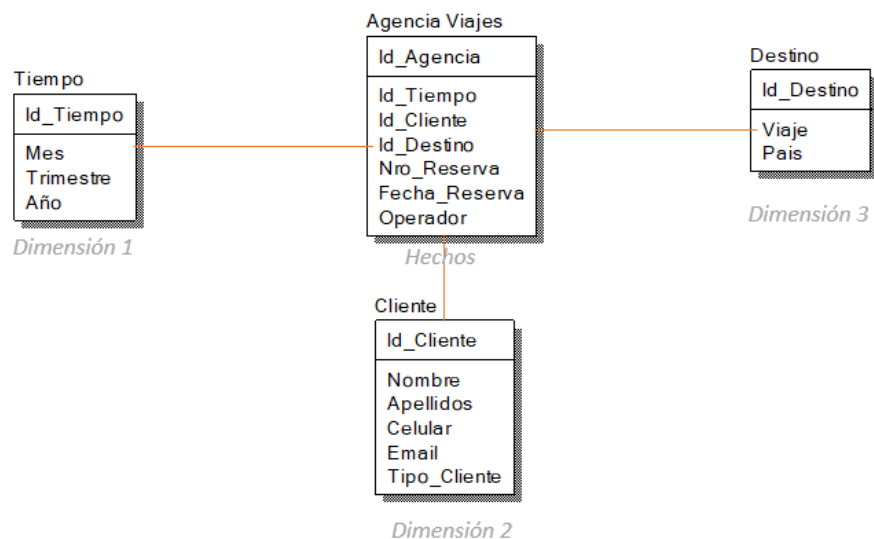 Agencia Viajes
Id_Agencia
Id_Tiempo
Id_Cliente
Id_Destino
Nro_Reserva
Fecha_Reserva
Operador
Hechos
Tiempo
Id_Tiempo
Mes
Trimestre
Año
Dimensión 1
Destino
Id_Destino
Viaje
Pais
Dimensión 3
Cliente
Id_Cliente
Nombre
Apellidos
Celular
Email
Tipo_Cliente
Dimensión 2